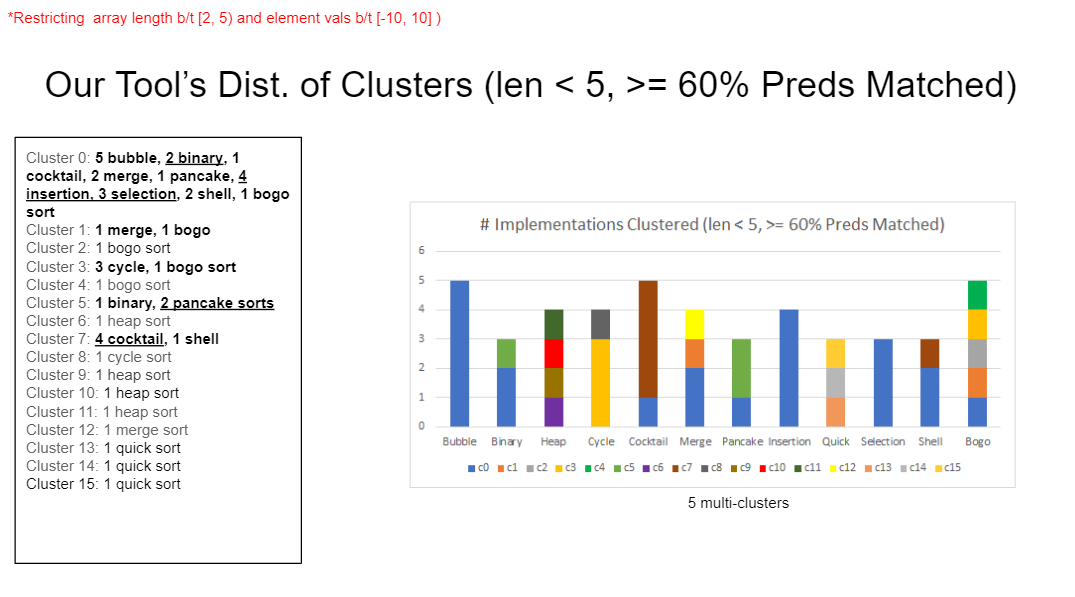 *Restricting  array length b/t [2, 5) and element vals b/t [-10, 10] )
Our Tool's Dist. of Clusters (len < 5, >= 60% Preds Matched)
Cluster 0: 5 bubble, 2 binary, 1
cocktail, 2 merge, 1 pancake, 4
insertion, 3 selection, 2 shell, 1 bogo
sort
Cluster 1: 1 merge, 1 bogo
Cluster 2: 1 bogo sort
Cluster 3: 3 cycle, 1 bogo sort
Cluster 4: 1 bogo sort
Cluster 5: 1 binary, 2 pancake sorts
Cluster 6: 1 heap sort
Cluster 7: 4 cocktail, 1 shell
Cluster 8: 1 cycle sort
Cluster 9: 1 heap sort
Cluster 10: 1 heap sort
Cluster 11: 1 heap sort
Cluster 12: 1 merge sort
Cluster 13: 1 quick sort
Cluster 14: 1 quick sort
Cluster 15: 1 quick sort
# Implementations Clustered (len < 5, >= 60% Preds Matched)
6
5
4
3
2
1
0
Bubble Binary Heap Cycle Cocktail Merge Pancake Insertion Quick Selection Shell Bogo
c0 c1 c2 c3 c4 c5 c6 c7 c8 c9 c10 c11 c12 c13 c14 c15
5 multi-clusters